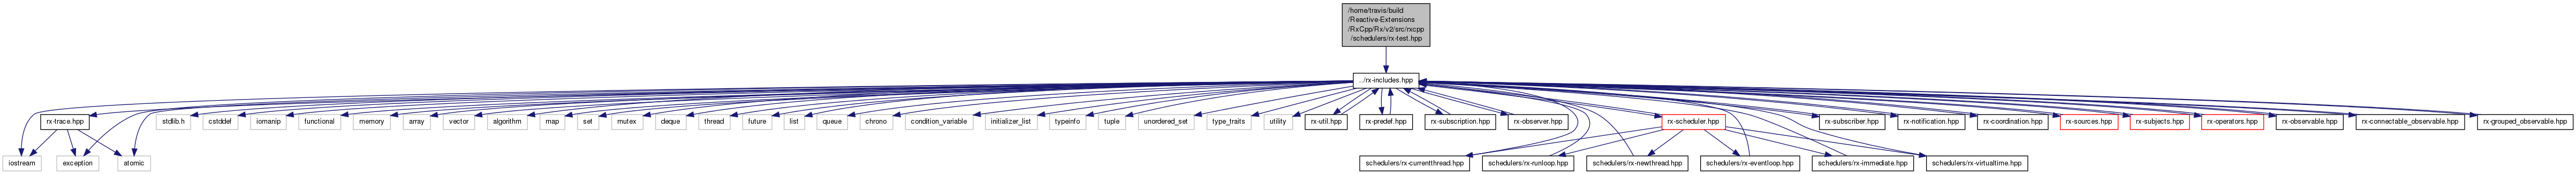 /home/travis/build
/Reactive-Extensions
/RxCpp/Rx/v2/src/rxcpp
/schedulers/rx-test.hpp
../rx-includes.hpp
rx-trace.hpp
stdlib.h
cstddef
iomanip
functional
memory
array
vector
algorithm
map
set
mutex
deque
thread
future
list
queue
chrono
condition_variable
initializer_list
typeinfo
tuple
unordered_set
type_traits
utility
rx-util.hpp
rx-predef.hpp
rx-subscription.hpp
rx-observer.hpp
rx-scheduler.hpp
rx-subscriber.hpp
rx-notification.hpp
rx-coordination.hpp
rx-sources.hpp
rx-subjects.hpp
rx-operators.hpp
rx-observable.hpp
rx-connectable_observable.hpp
rx-grouped_observable.hpp
iostream
exception
atomic
schedulers/rx-currentthread.hpp
schedulers/rx-runloop.hpp
schedulers/rx-newthread.hpp
schedulers/rx-eventloop.hpp
schedulers/rx-immediate.hpp
schedulers/rx-virtualtime.hpp